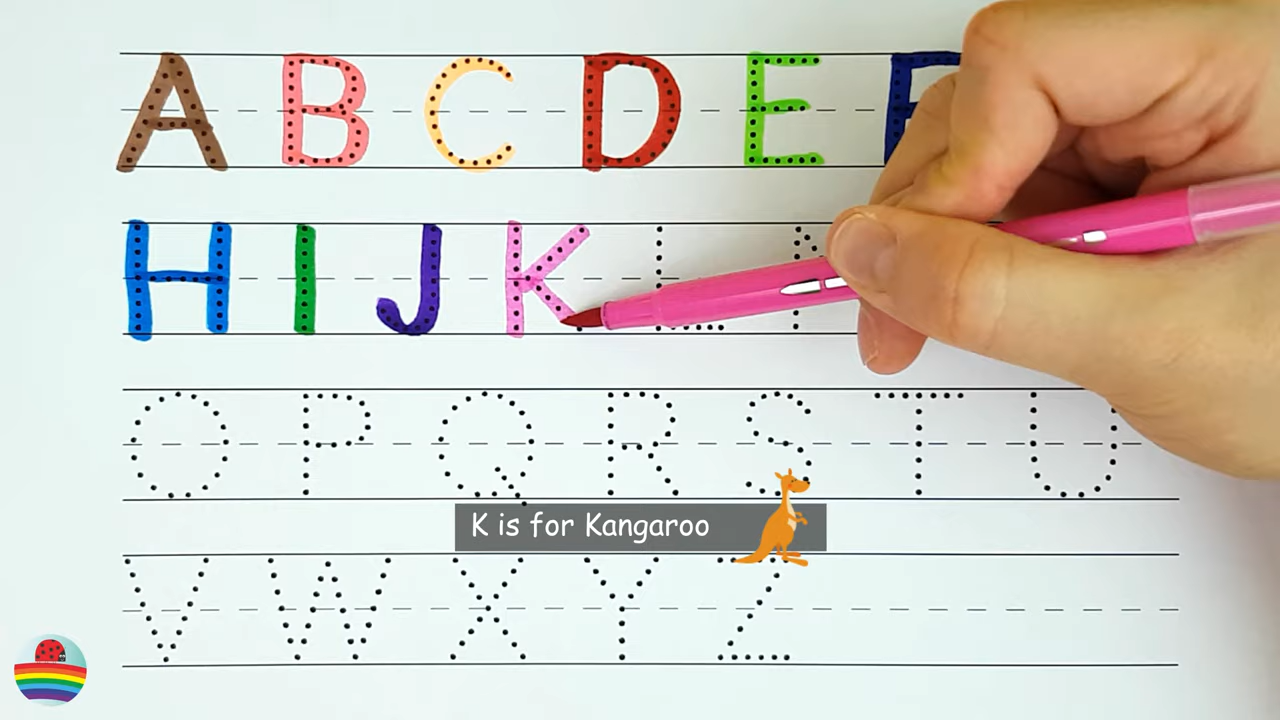 A B C D E F
H I J K L
O P Q R S T U
K is for Kangaroo
V W X Y Z